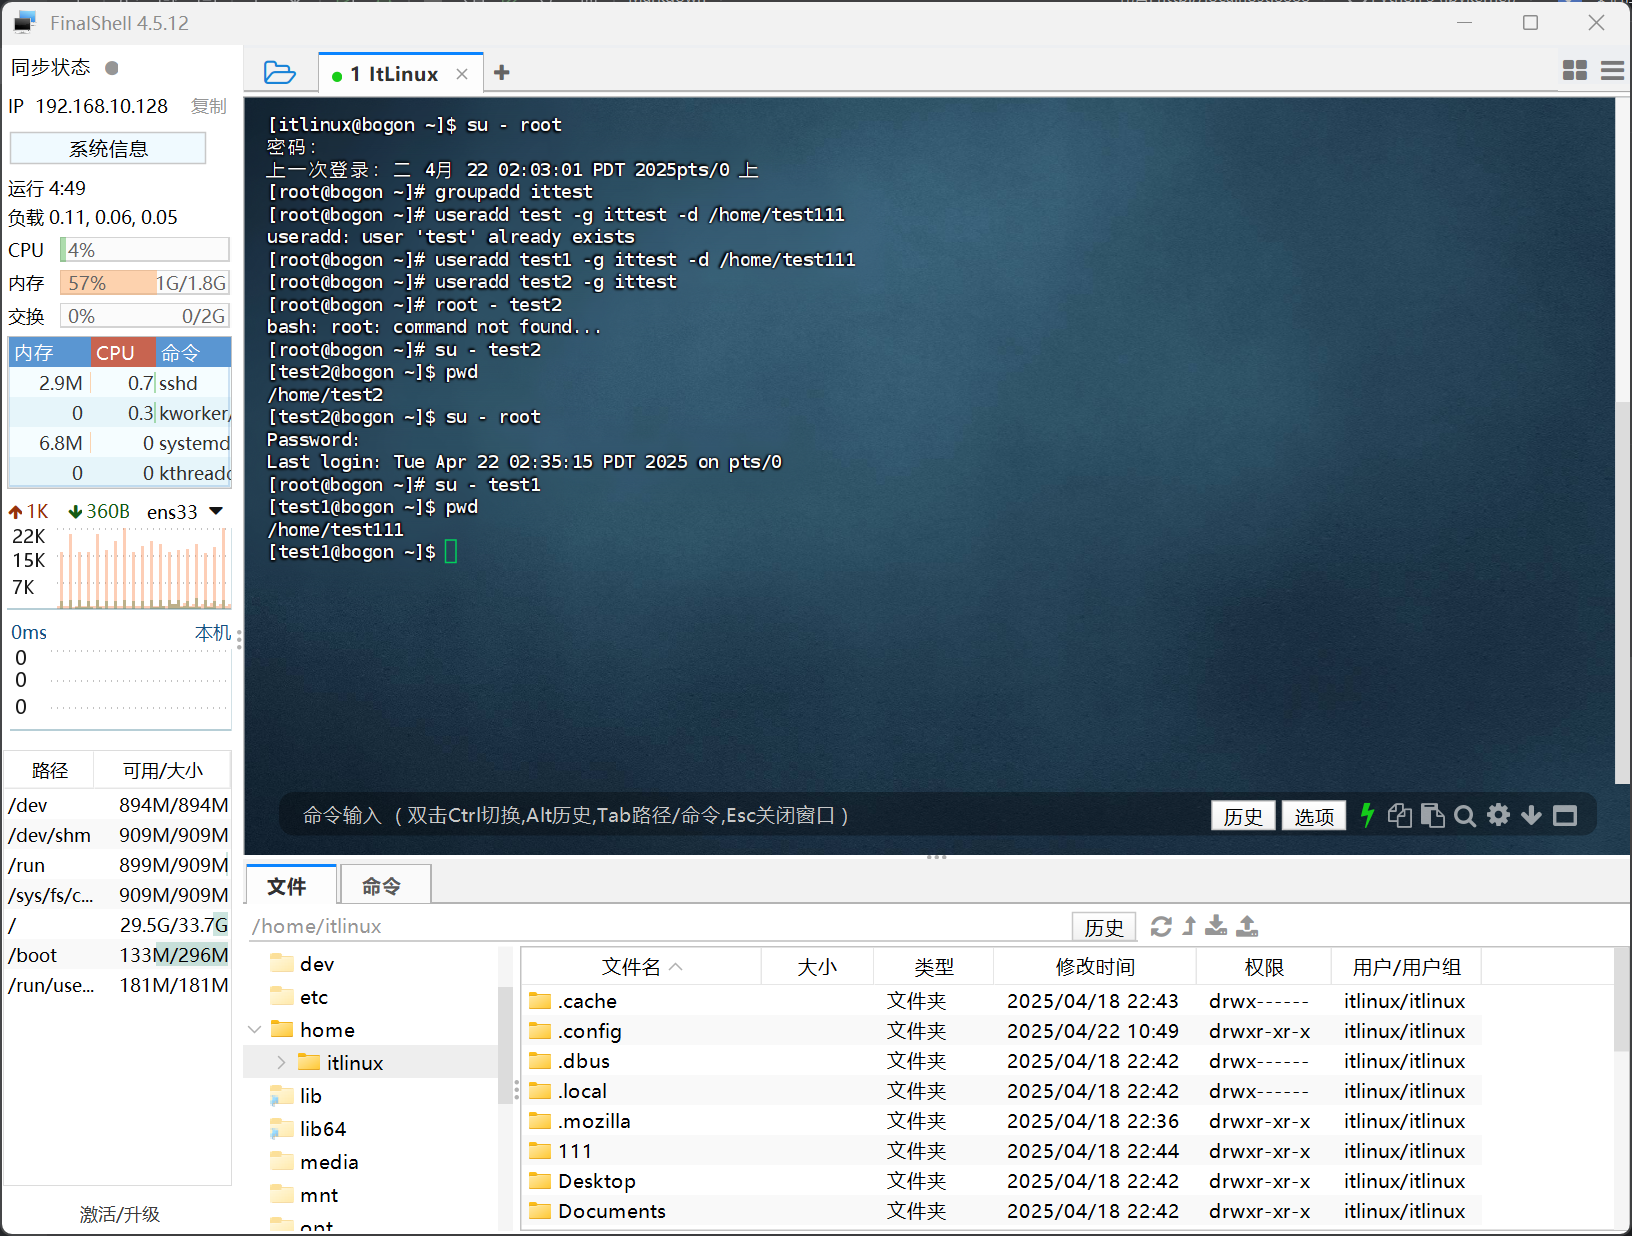 FinalShell 4.5.12
同步状态
IP 192.168.10.128 复制
系统信息
运行 4:49
负载 0.11, 0.06, 0.05
CPU 4%
内存 57% 1G/1.8G
交换 0% 0/2G
内存 CPU 命令
2.9M 0.7 sshd
0 0.3 kworker/
6.8M 0 systemd
0 0 kthreadd
1K 360B ens33
22K
15K
7K
0ms 本机
0
0
0
路径 可用/大小
/dev 894M/894M
/dev/shm 909M/909M
/run 899M/909M
/sys/fs/c... 909M/909M
/ 29.5G/33.7G
/boot 133M/296M
/run/use... 181M/181M
激活/升级
1 ItLinux
[itlinux@bogon ~]$ su - root
密码：
上一次登录：二 4月 22 02:03:01 PDT 2025pts/0 上
[root@bogon ~]# groupadd ittest
[root@bogon ~]# useradd test -g ittest -d /home/test111
useradd: user 'test' already exists
[root@bogon ~]# useradd test1 -g ittest -d /home/test111
[root@bogon ~]# useradd test2 -g ittest
[root@bogon ~]# root - test2
bash: root: command not found...
[root@bogon ~]# su - test2
[test2@bogon ~]$ pwd
/home/test2
[test2@bogon ~]$ su - root
Password:
Last login: Tue Apr 22 02:35:15 PDT 2025 on pts/0
[root@bogon ~]# su - test1
[test1@bogon ~]$ pwd
/home/test111
[test1@bogon ~]$
命令输入 （双击Ctrl切换,Alt历史,Tab路径/命令,Esc关闭窗口）
历史 选项
文件 命令
/home/itlinux 历史
dev
etc
home
itlinux
lib
lib64
media
mnt
opt
文件名 大小 类型 修改时间 权限 用户/用户组
.cache 文件夹 2025/04/18 22:43 drwx------ itlinux/itlinux
.config 文件夹 2025/04/22 10:49 drwxr-xr-x itlinux/itlinux
.dbus 文件夹 2025/04/18 22:42 drwx------ itlinux/itlinux
.local 文件夹 2025/04/18 22:42 drwx------ itlinux/itlinux
.mozilla 文件夹 2025/04/18 22:36 drwxr-xr-x itlinux/itlinux
111 文件夹 2025/04/18 22:44 drwxr-xr-x itlinux/itlinux
Desktop 文件夹 2025/04/18 22:42 drwxr-xr-x itlinux/itlinux
Documents 文件夹 2025/04/18 22:42 drwxr-xr-x itlinux/itlinux